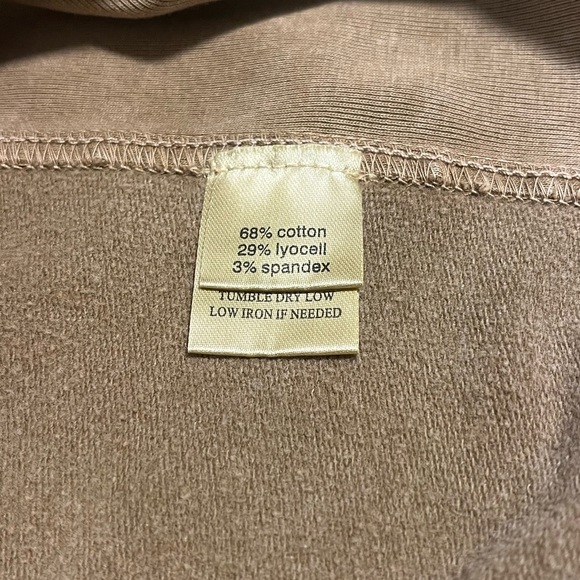 68% cotton
29% lyocell
3% spandex
TUMBLE DRY LOW
LOW IRON IF NEEDED